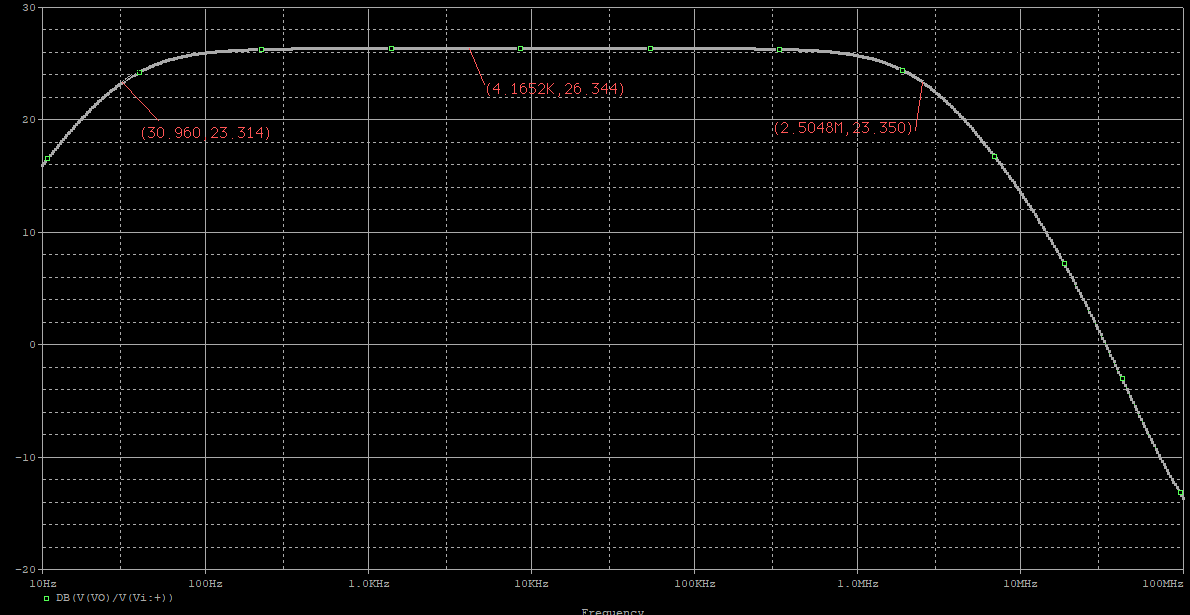 30
(4.1652K,26.344)
20
(30.960,23.314)
(2.5048M,23.350)
10
0
-10
-20
10Hz 100Hz 1.0KHz 10KHz 100KHz 1.0MHz 10MHz 100MHz
DB(V(VO)/V(Vi:+))
Frequency